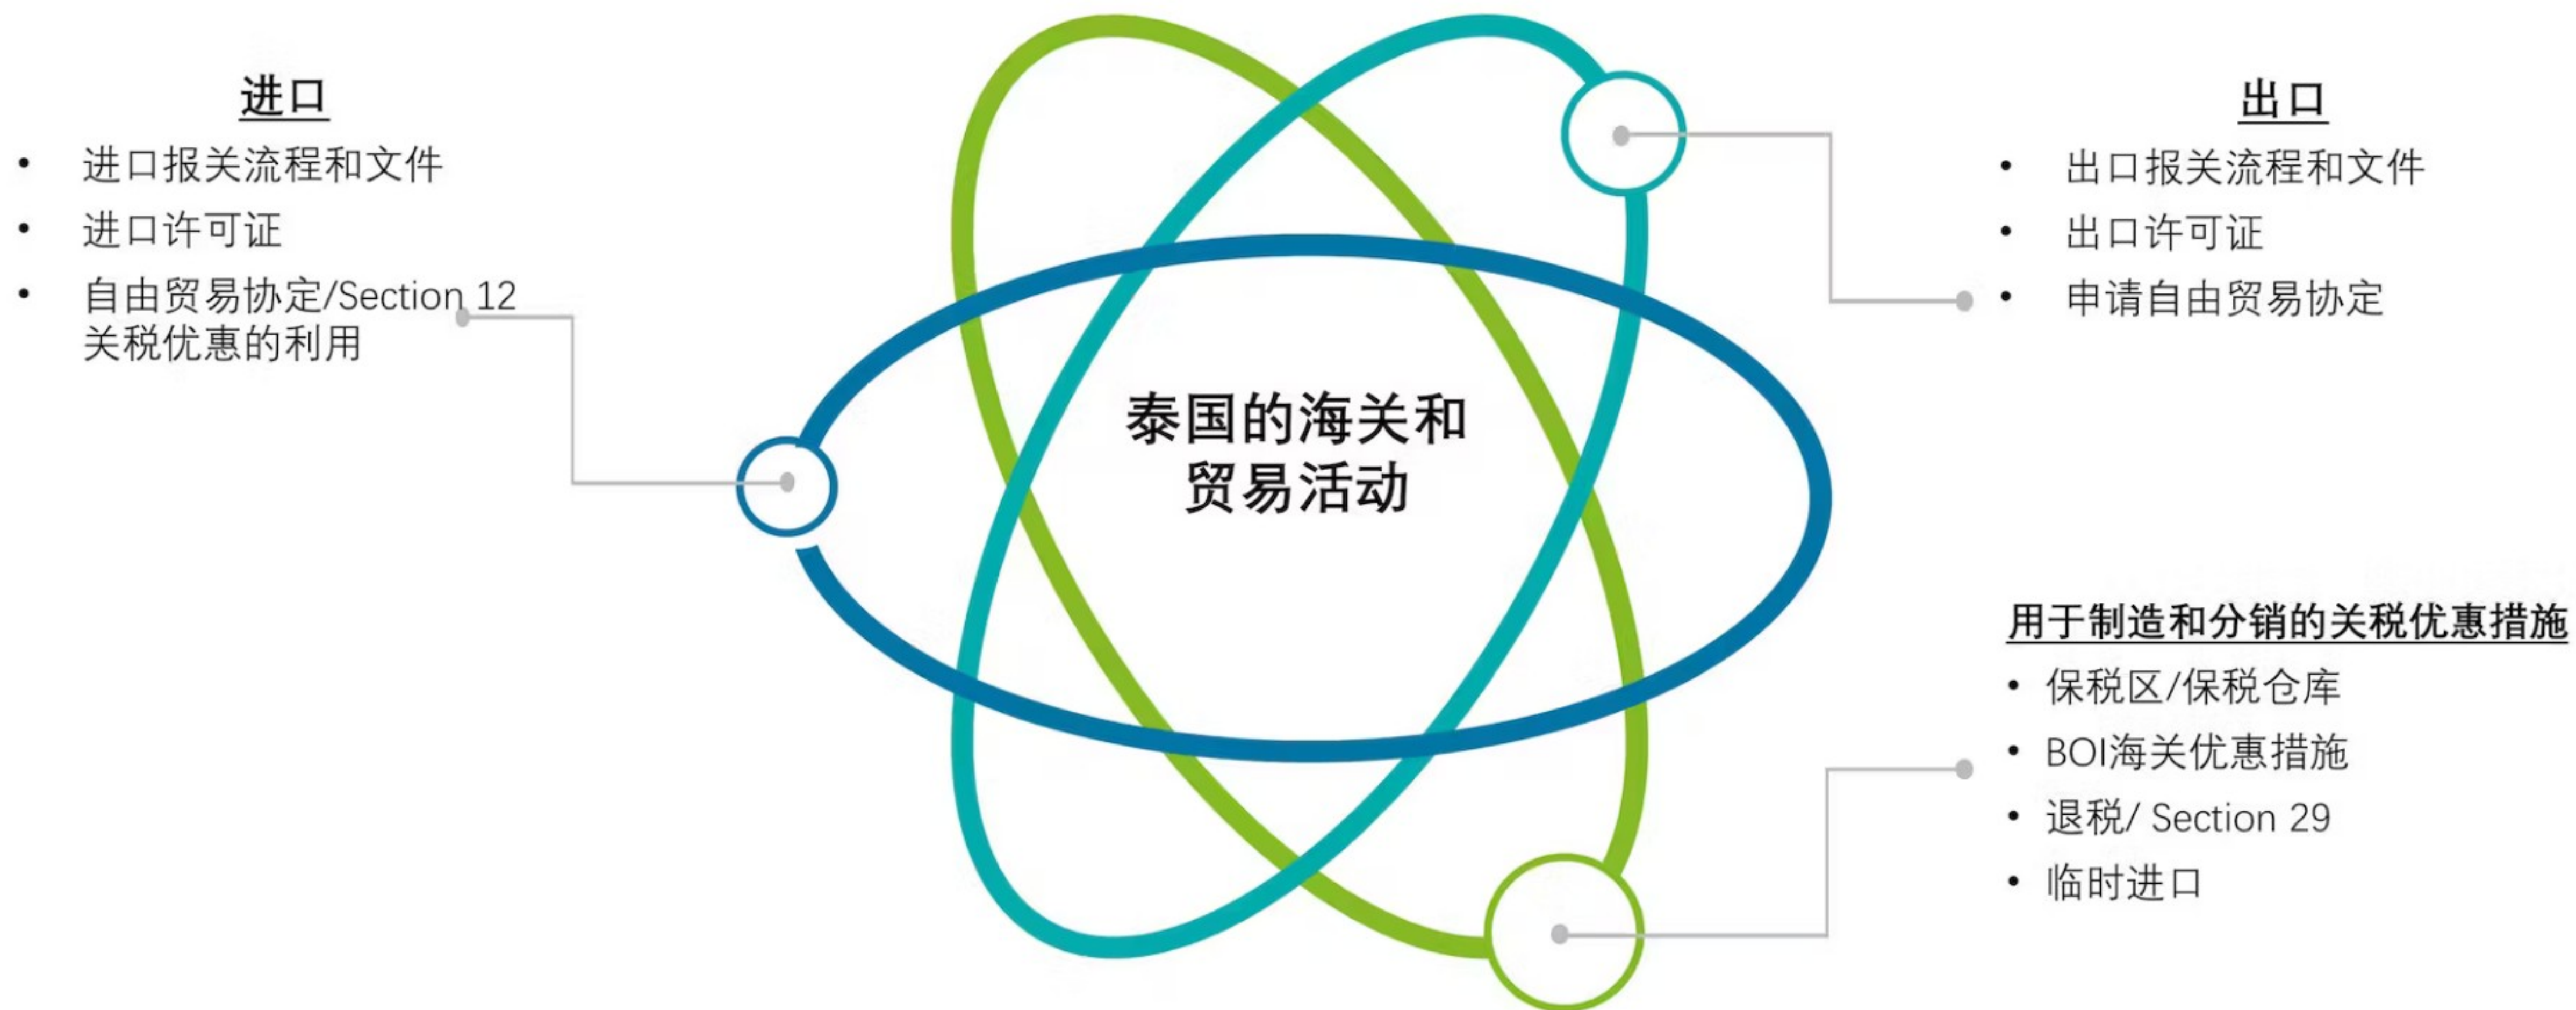 进口
• 进口报关流程和文件
• 进口许可证
• 自由贸易协定/Section 12
关税优惠的利用
泰国的海关和
贸易活动
出口
• 出口报关流程和文件
• 出口许可证
• 申请自由贸易协定
用于制造和分销的关税优惠措施
• 保税区/保税仓库
• BOI海关优惠措施
• 退税/ Section 29
• 临时进口